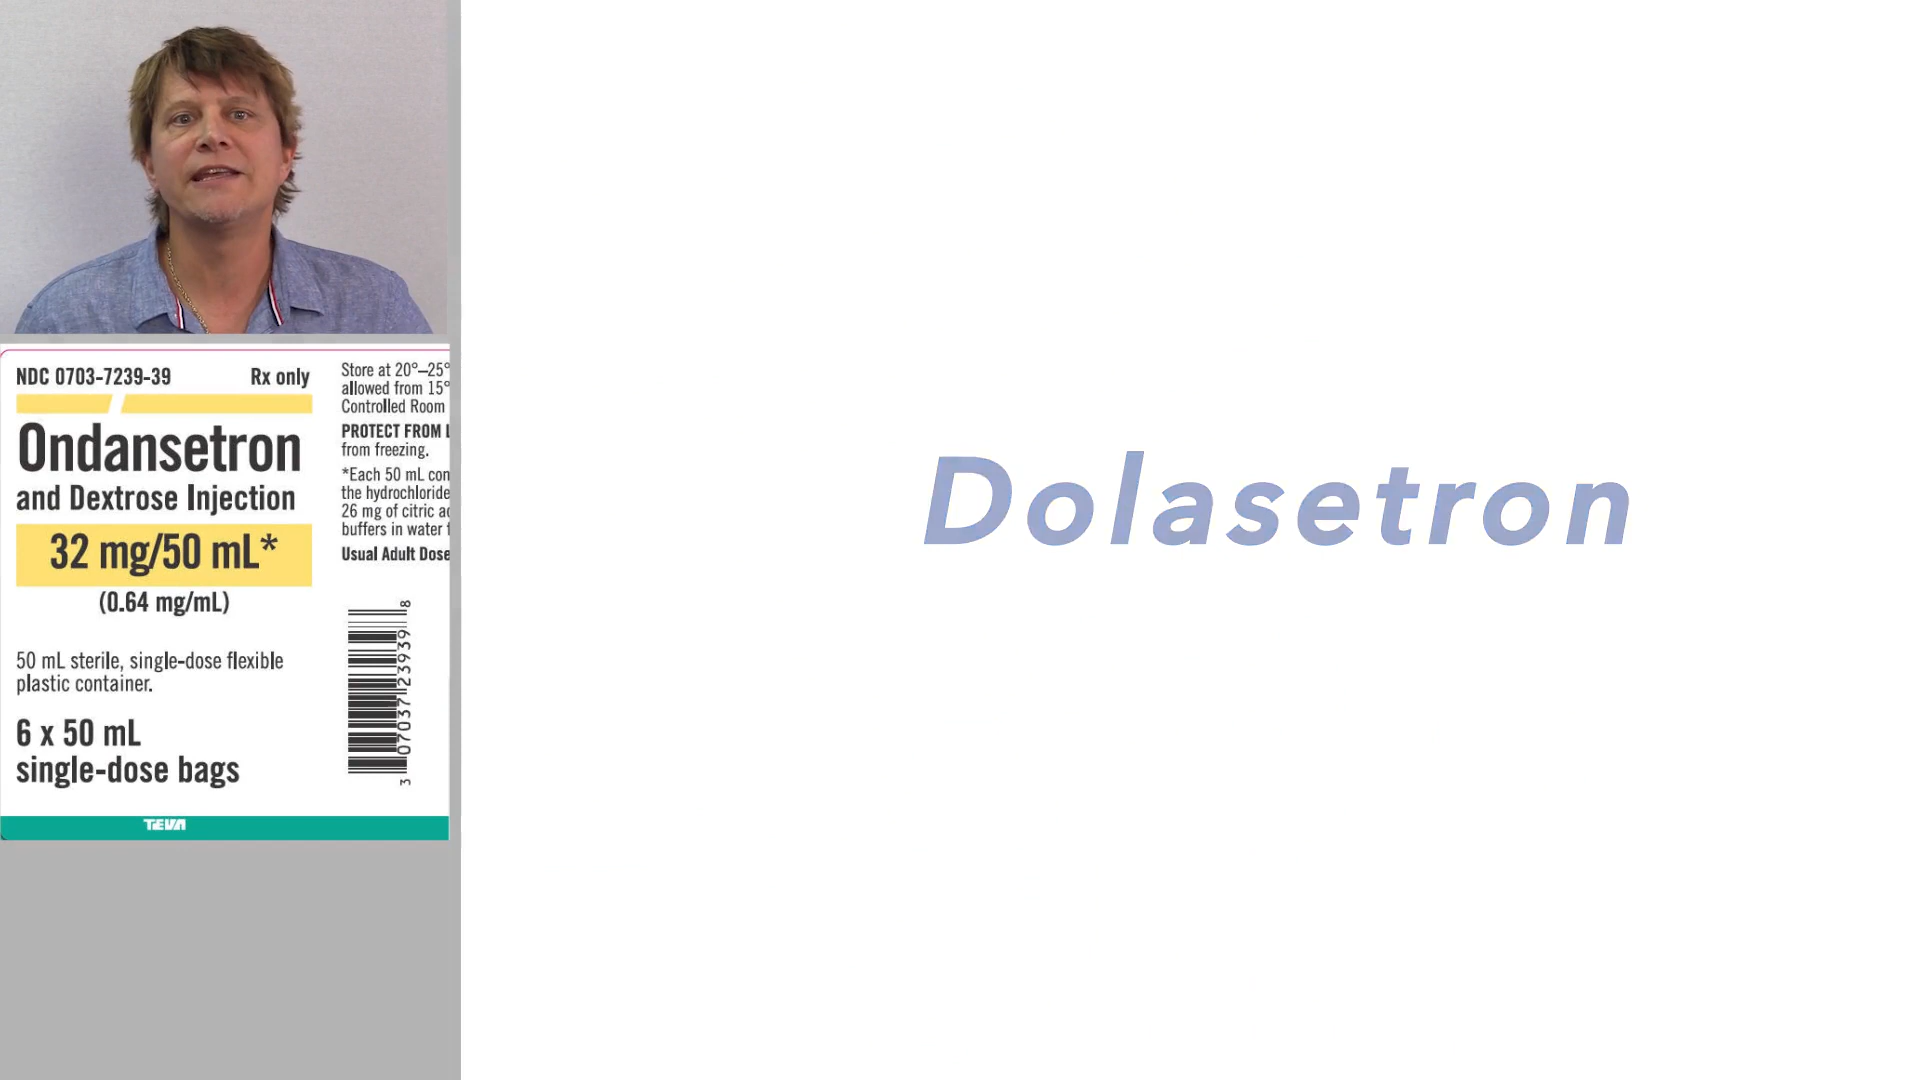 NDC 0703-7239-39 Rx only
Ondansetron
and Dextrose Injection
32 mg/50 mL*
(0.64 mg/mL)
50 mL sterile, single-dose flexible
plastic container.
6 x 50 mL
single-dose bags
TEVA
Store at 20°–25°
allowed from 15°
Controlled Room
PROTECT FROM
from freezing.
*Each 50 mL con
the hydrochloride
26 mg of citric
buffers in water
Usual Adult Dose
3 07037 23939 8
Dolasetron